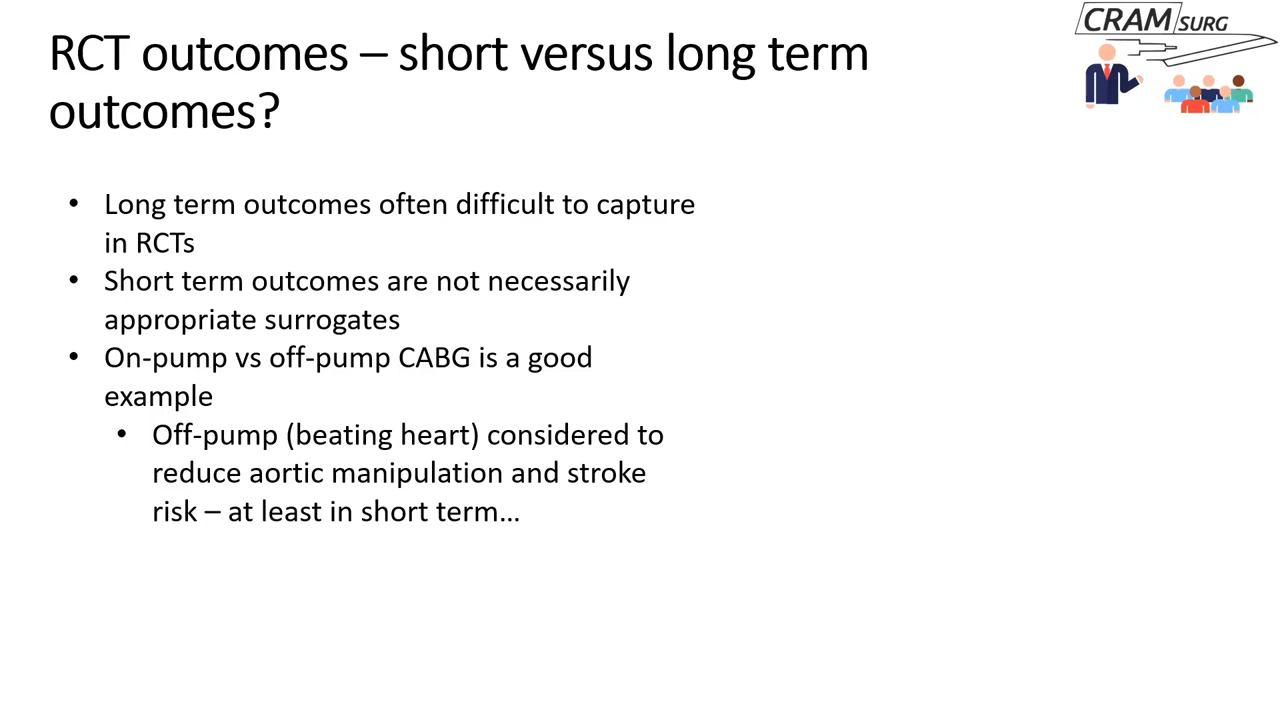 CRAM SURG
RCT outcomes – short versus long term
outcomes?
• Long term outcomes often difficult to capture
in RCTs
• Short term outcomes are not necessarily
appropriate surrogates
• On-pump vs off-pump CABG is a good
example
• Off-pump (beating heart) considered to
reduce aortic manipulation and stroke
risk – at least in short term…